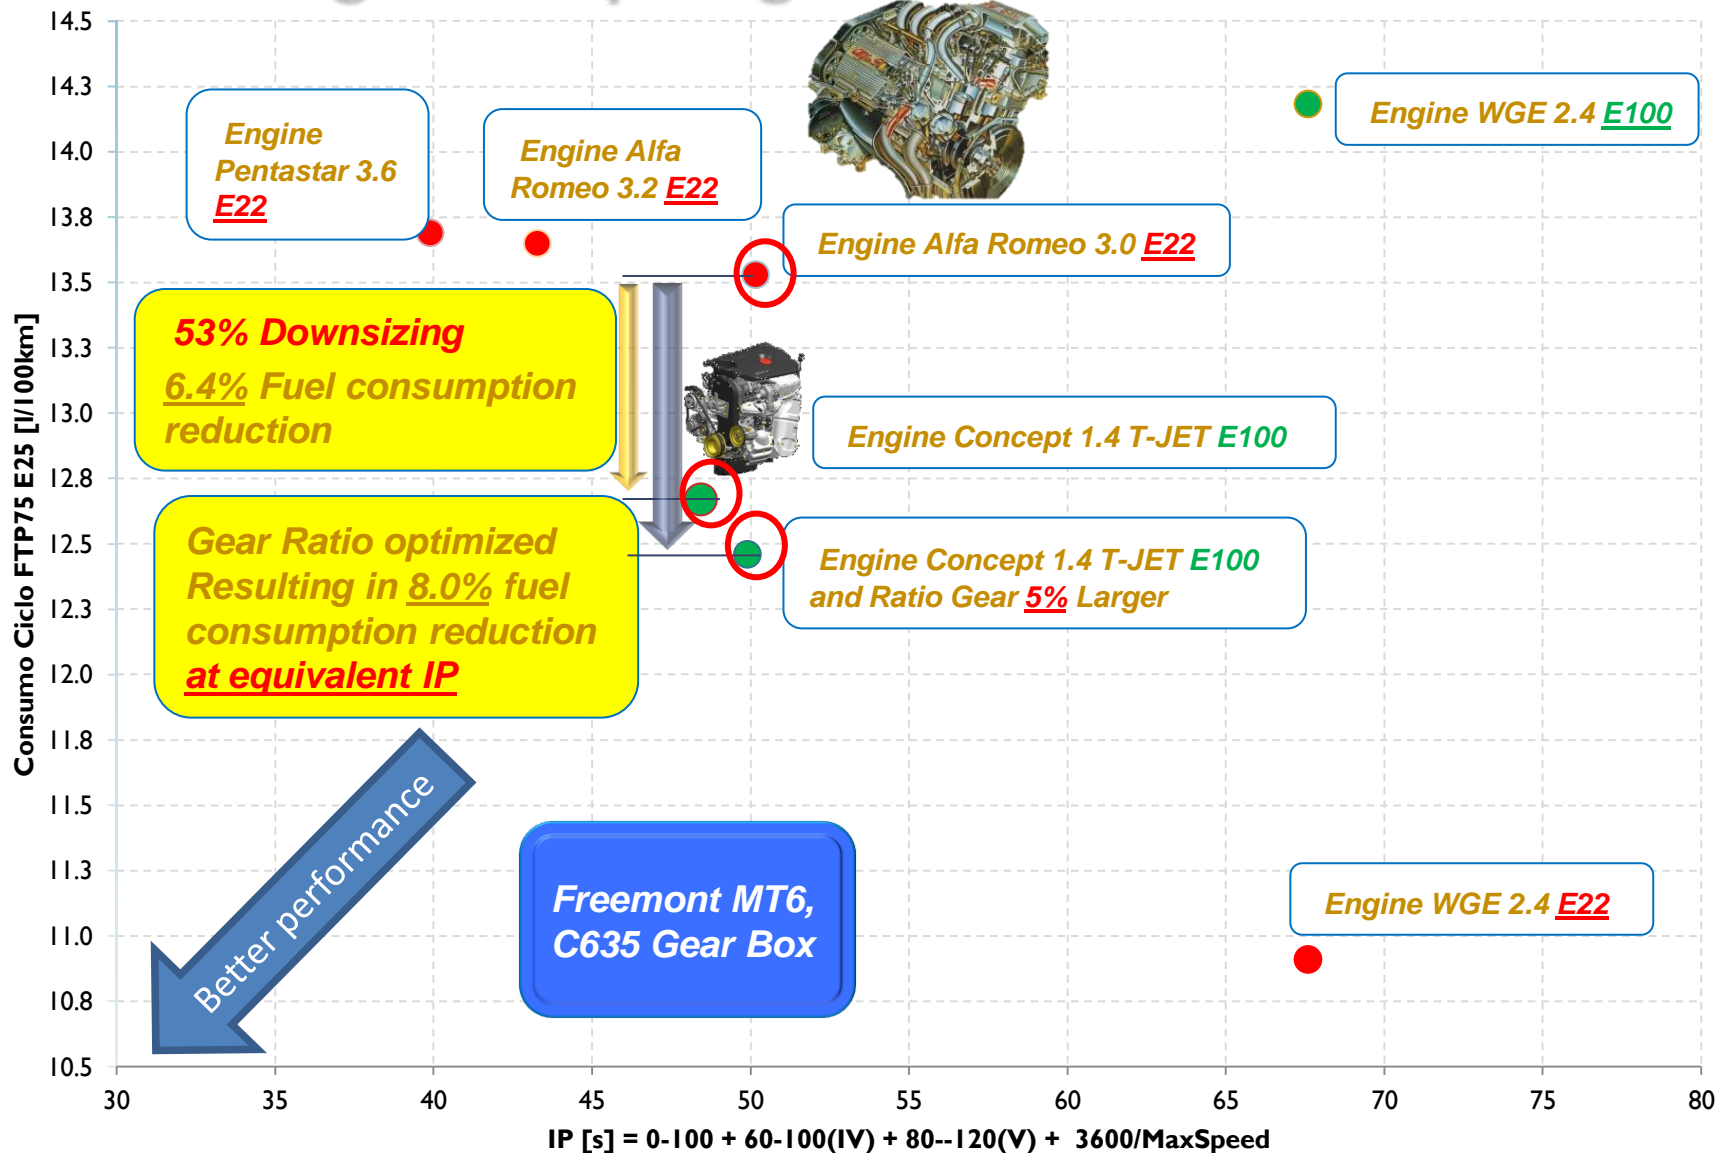 14.5
14.3
14.0
13.8
13.5
13.3
13.0
12.8
12.5
12.3
12.0
11.8
11.5
11.3
11.0
10.8
10.5
Consumo Ciclo FTP75 E25 [l/100km]
Engine
Pentastar 3.6
E22
Engine Alfa
Romeo 3.2 E22
Engine WGE 2.4 E100
Engine Alfa Romeo 3.0 E22
53% Downsizing
6.4% Fuel consumption
reduction
Engine Concept 1.4 T-JET E100
Gear Ratio optimized
Resulting in 8.0% fuel
consumption reduction
at equivalent IP
Engine Concept 1.4 T-JET E100
and Ratio Gear 5% Larger
Better performance
Freemont MT6,
C635 Gear Box
Engine WGE 2.4 E22
30 35 40 45 50 55 60 65 70 75 80
IP [s] = 0-100 + 60-100(IV) + 80--120(V) + 3600/MaxSpeed